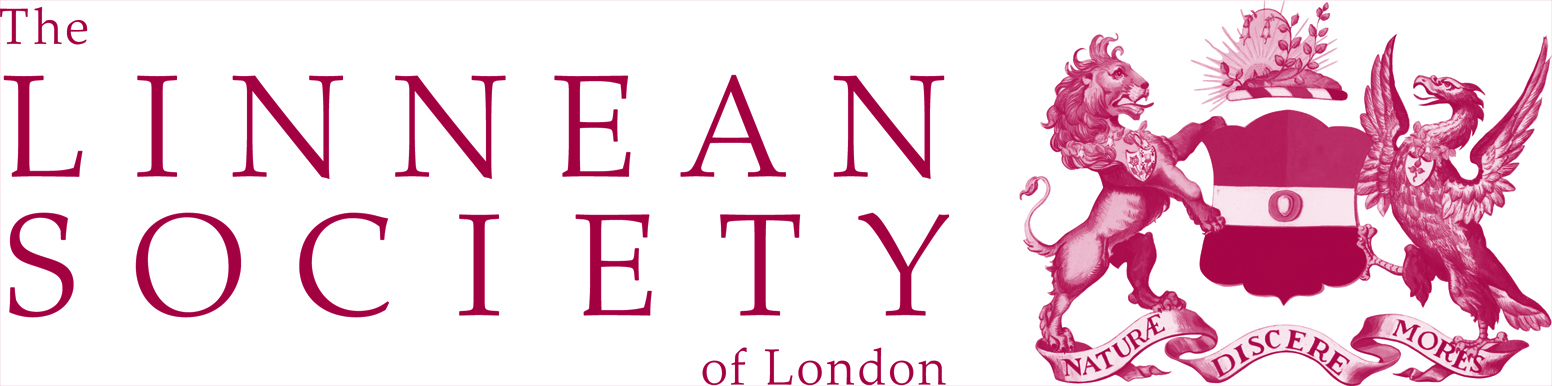 The
LINNEAN
SOCIETY
of London
NATURÆ DISCERE MORES